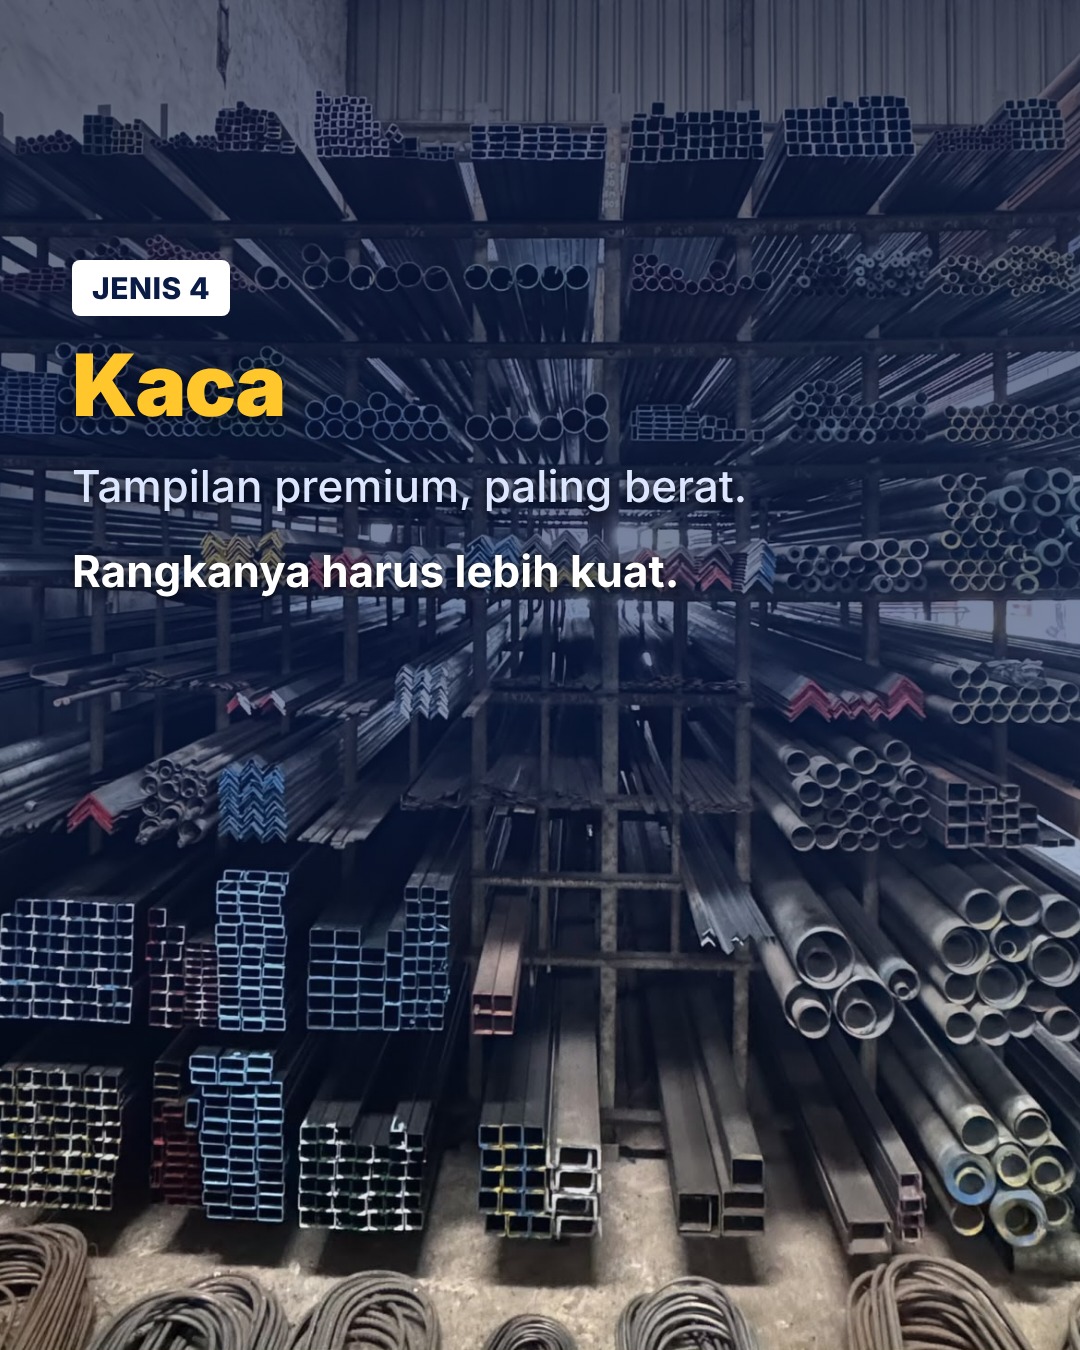 JENIS 4
Kaca
Tampilan premium, paling berat.
Rangkanya harus lebih kuat.